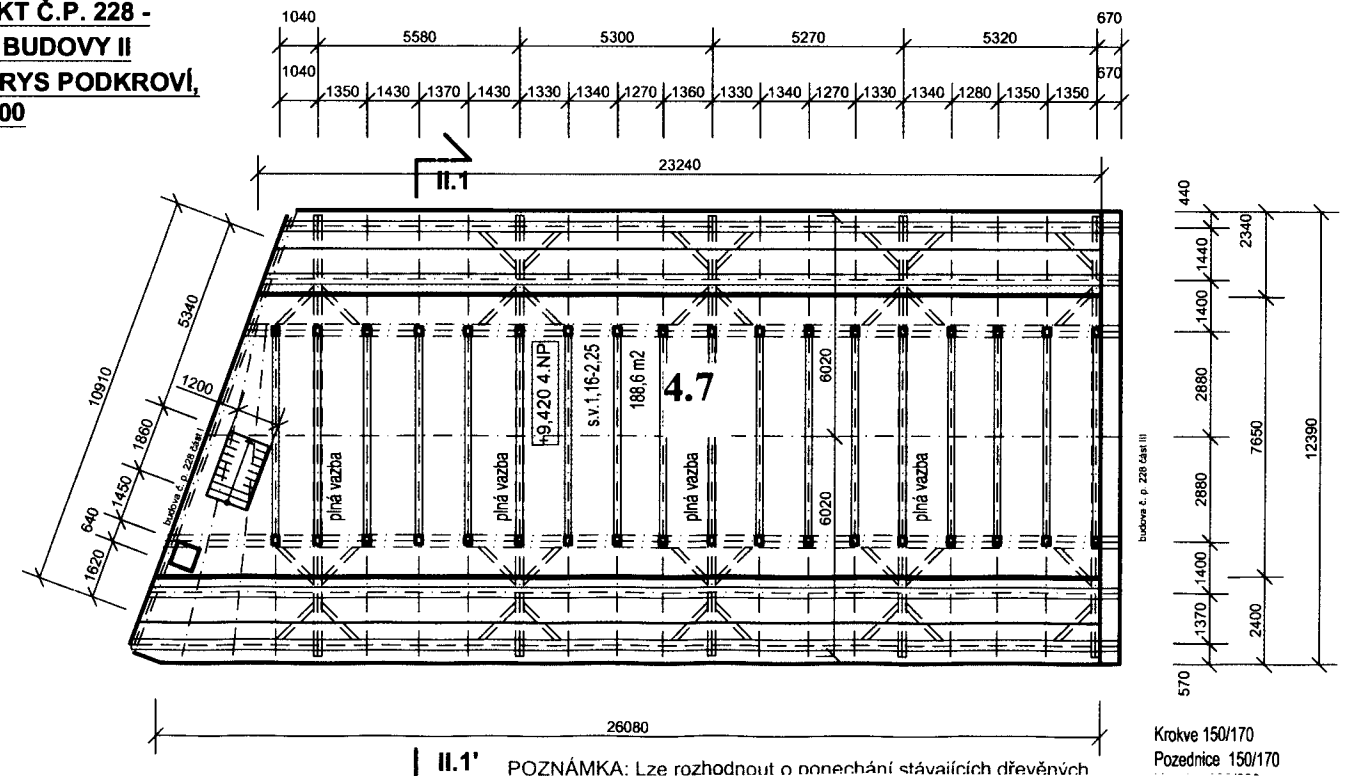 KT Č.P. 228 -
BUDOVY II
RYS PODKROVÍ,
00
1040
670
5580 5300 5270 5320
1040
670
1350 1430 1370 1430 1330 1340 1270 1360 1330 1340 1270 1330 1340 1280 1350 1350
23240
II.1
440
2340
1440
1400
2880
7650
12390
2880
1400
1370
2400
570
5340
10910
1200
1860
1450
640
1620
budova č. p. 228 část I
+9,420 4.NP
s.v.1,16-2,25
188,6 m2
4.7
6020
6020
plná vazba
plná vazba
plná vazba
plná vazba
budova č. p. 228 část III
26080
II.1'
POZNÁMKA: Lze rozhodnout o ponechání stávajících dřevěných
Krokve 150/170
Pozednice 150/170